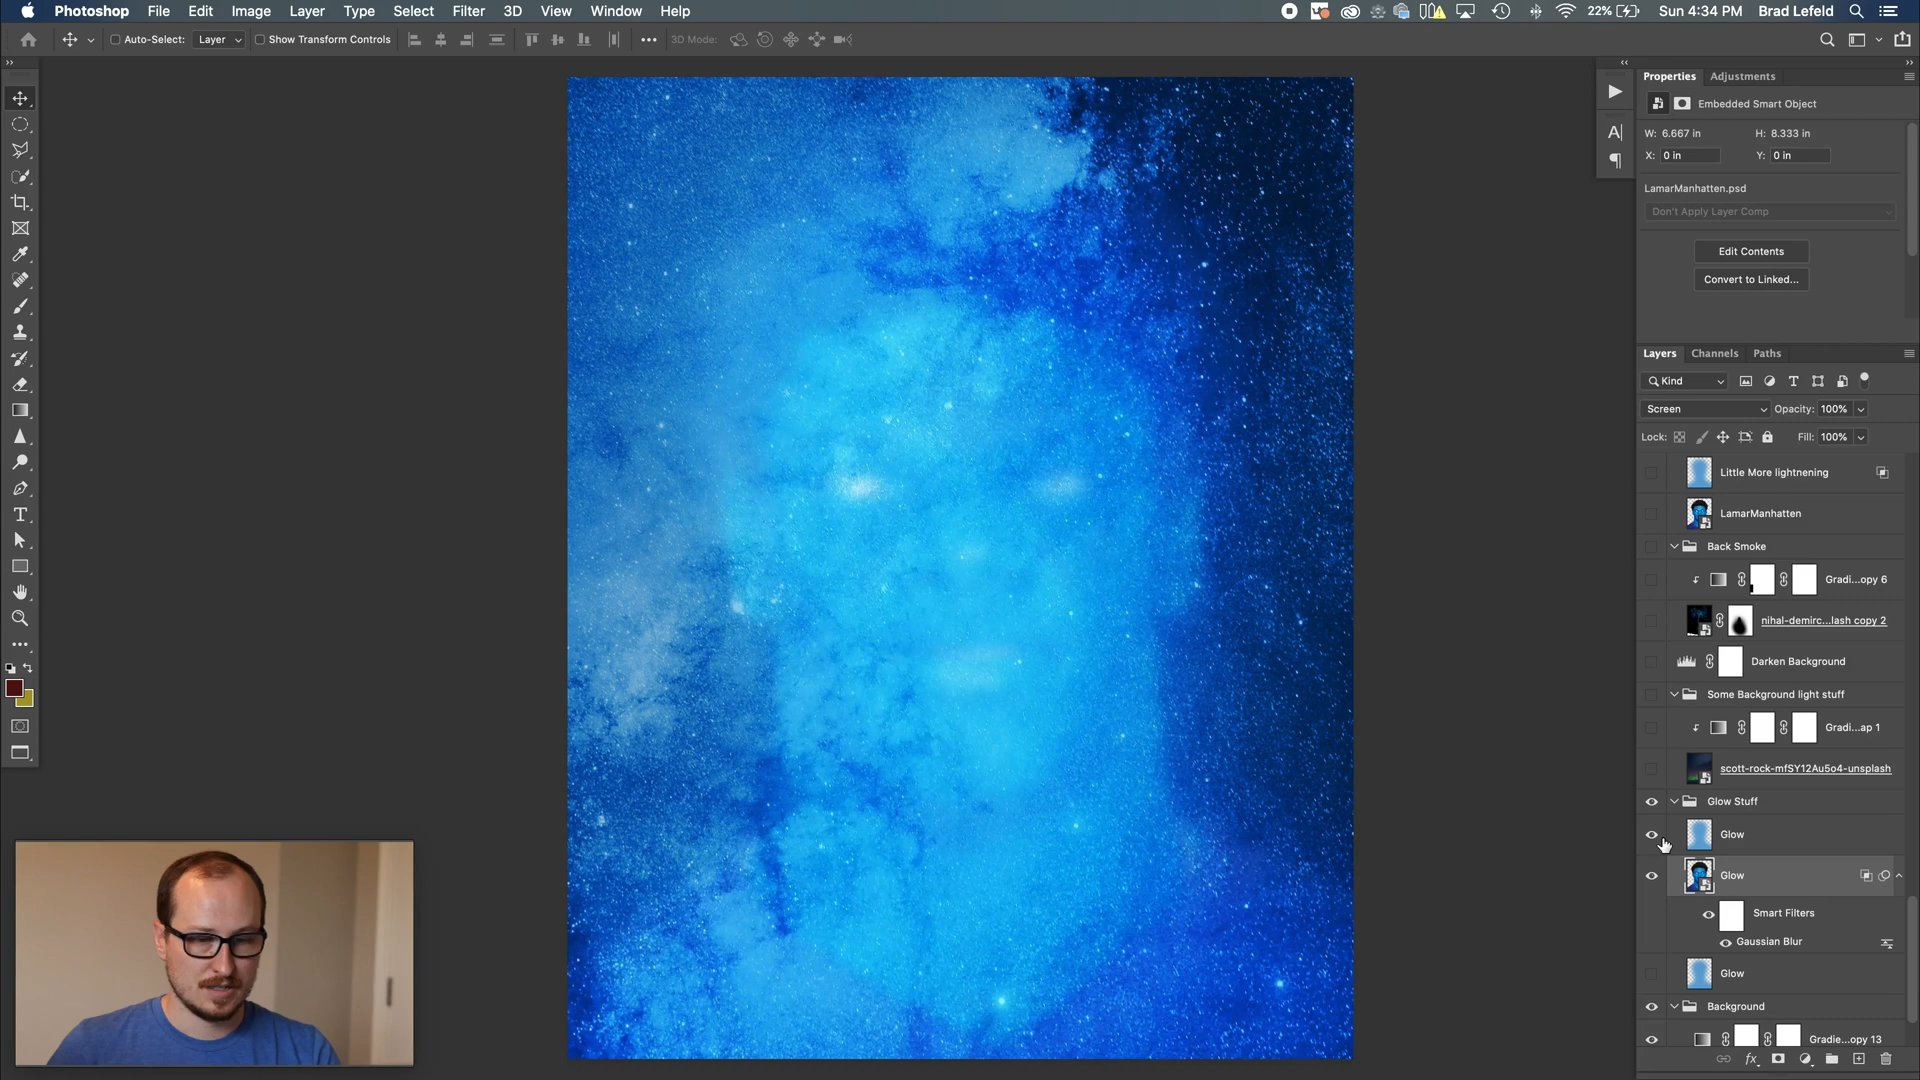 Photoshop File Edit Image Layer Type Select Filter 3D View Window Help 22% Sun 4:34 PM Brad Lefeld
Auto-Select: Layer Show Transform Controls 3D Mode:
Properties Adjustments
Embedded Smart Object
W: 6.667 in H: 8.333 in
X: 0 in Y: 0 in
LamarManhatten.psd
Don't Apply Layer Comp
Edit Contents
Convert to Linked...
Layers Channels Paths
Kind
Screen Opacity: 100%
Lock: Fill: 100%
Little More lightnening
LamarManhatten
Back Smoke
Gradi...opy 6
nihal-demirc...lash copy 2
Darken Background
Some Background light stuff
Gradi...ap 1
scott-rock-mfSY12Au5o4-unsplash
Glow Stuff
Glow
Glow
Smart Filters
Gaussian Blur
Glow
Background
Gradie...opy 13